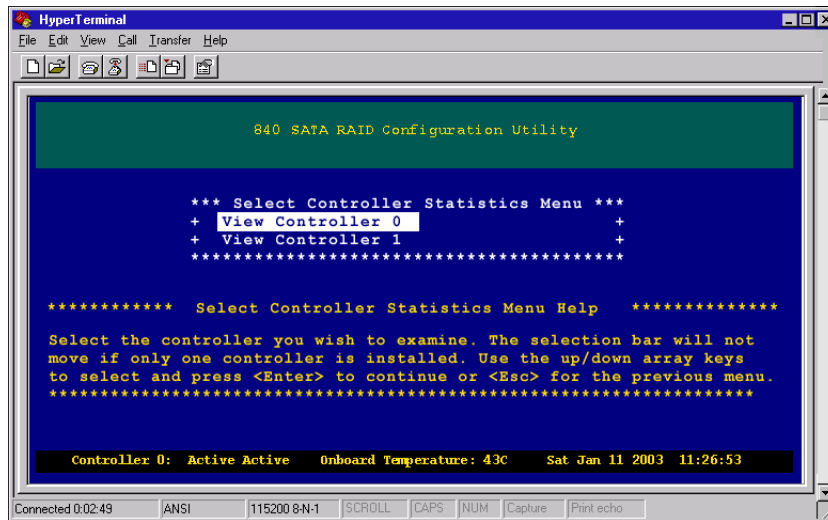 HyperTerminal
File Edit View Call Transfer Help
840 SATA RAID Configuration Utility
*** Select Controller Statistics Menu ***
+ View Controller 0 +
+ View Controller 1 +
*****************************************
************ Select Controller Statistics Menu Help **************
Select the controller you wish to examine. The selection bar will not
move if only one controller is installed. Use the up/down array keys
to select and press <Enter> to continue or <Esc> for the previous menu.
********************************************************************
Controller 0: Active Active Onboard Temperature: 43C Sat Jan 11 2003 11:26:53
Connected 0:02:49 ANSI 115200 8-N-1 SCROLL CAPS NUM Capture Print echo